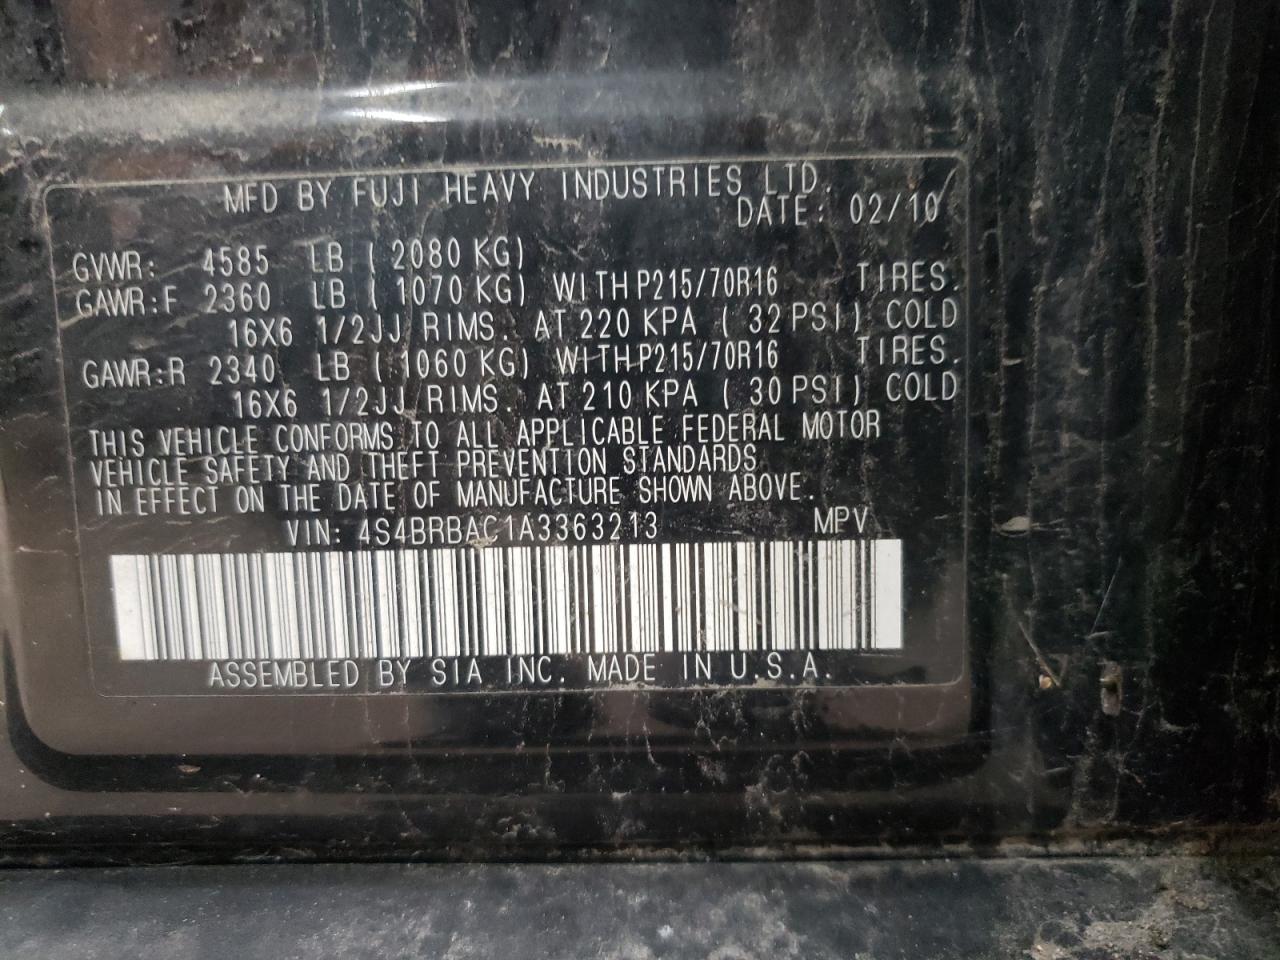 MFD BY FUJI HEAVY INDUSTRIES LTD.
DATE: 02/10
GVWR: 4585 LB ( 2080 KG)
GAWR:F 2360 LB ( 1070 KG) WITH P215/70R16 TIRES.
16X6 1/2JJ RIMS. AT 220 KPA ( 32 PSI) COLD
GAWR:R 2340 LB ( 1060 KG) WITH P215/70R16 TIRES.
16X6 1/2JJ RIMS. AT 210 KPA ( 30 PSI) COLD
THIS VEHICLE CONFORMS TO ALL APPLICABLE FEDERAL MOTOR
VEHICLE SAFETY AND THEFT PREVENTION STANDARDS
IN EFFECT ON THE DATE OF MANUFACTURE SHOWN ABOVE.
VIN: 4S4BRBAC1A3363213 MPV
ASSEMBLED BY SIA INC. MADE IN U.S.A.